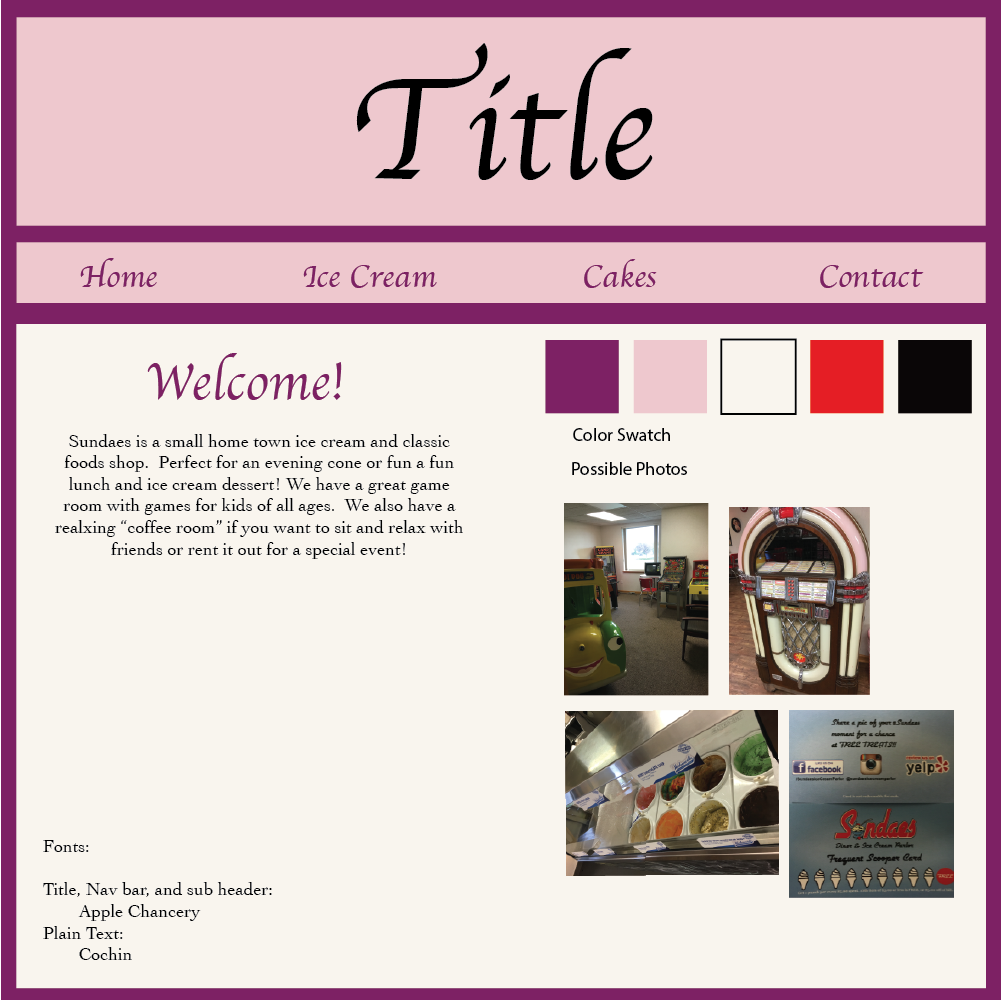 Title
Home Ice Cream Cakes Contact
Welcome!
Sundaes is a small home town ice cream and classic
foods shop.  Perfect for an evening cone or fun a fun
lunch and ice cream dessert! We have a great game
room with games for kids of all ages.  We also have a
realxing “coffee room” if you want to sit and relax with
friends or rent it out for a special event!
Color Swatch
Possible Photos
Share a pic of your #Sundaes
moment for a chance
at FREE TREATS!!
facebook
yelp
Sundaes
Diner & Ice Cream Parlor
Frequent Scooper Card
Fonts:
Title, Nav bar, and sub header:
Apple Chancery
Plain Text:
Cochin